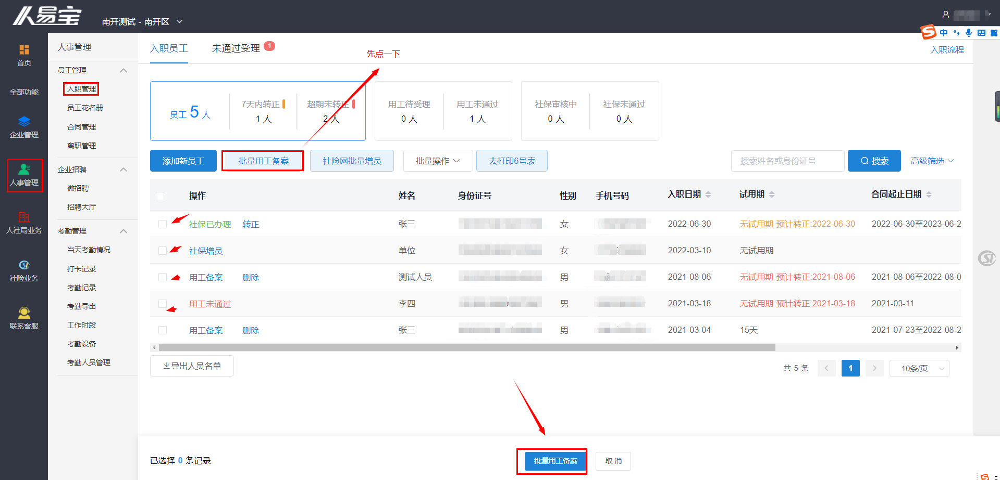 人易宝
南开测试 - 南开区
中
首页
全部功能
企业管理
人事管理
人社局业务
社险业务
联系客服
人事管理
员工管理
入职管理
员工花名册
合同管理
离职管理
企业招聘
微招聘
招聘大厅
考勤管理
当天考勤情况
打卡记录
考勤记录
考勤导出
工作时段
考勤设备
考勤人员管理
入职员工 未通过受理 1
先点一下
入职流程
员工 5 人
7天内转正
1 人
超期未转正
2 人
用工待受理
0 人
用工未通过
1 人
社保审核中
0 人
社保未通过
0 人
添加新员工 批量用工备案 社险网批量增员 批量操作 去打印6号表 搜索姓名或身份证号 搜索 高级筛选
操作 姓名 身份证号 性别 手机号码 入职日期 试用期 合同起止日期
社保已办理 转正 张三 女 2022-06-30 无试用期 预计转正:2022-06-30 2022-06-30至2023-06-2
社保增员 单位 女 2022-03-10 无试用期
用工备案 删除 测试人员 男 2021-08-06 无试用期 预计转正:2021-08-06 2021-08-06至2022-08-0
用工未通过 李四 男 2021-03-18 无试用期 预计转正:2021-03-18 2021-03-11
用工备案 删除 张三 男 2021-03-04 15天 2021-07-23至2022-08-2
导出人员名单
共 5 条 1 10条/页
已选择 0 条记录 批量用工备案 取 消